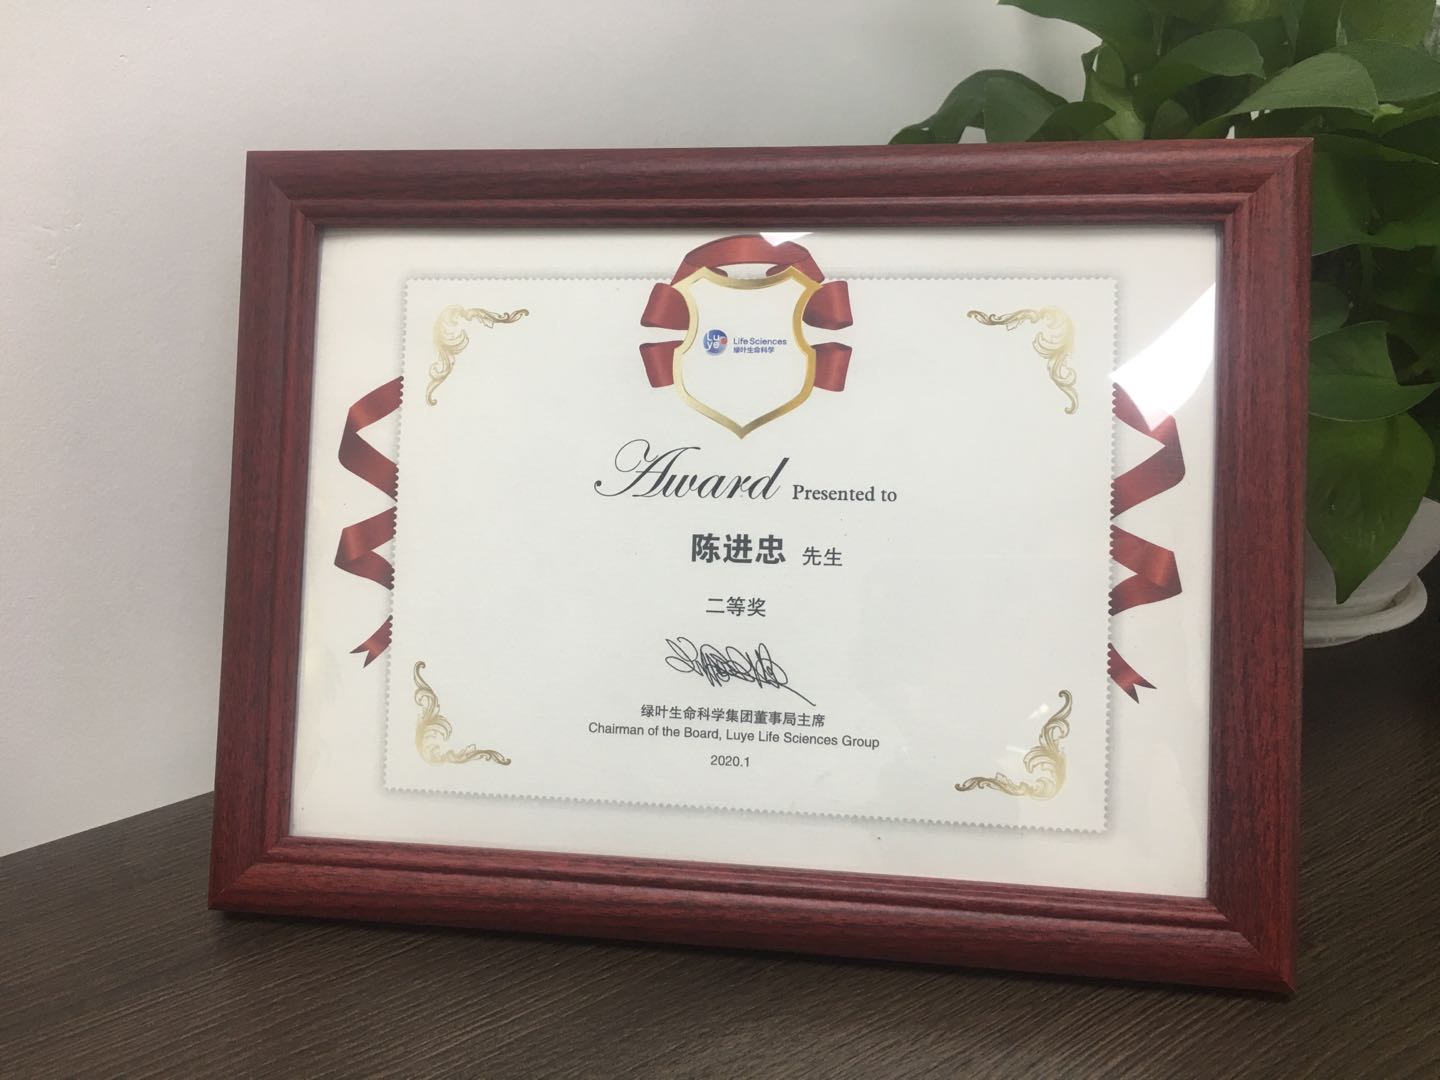 Luye
Life Sciences
绿叶生命科学
Award Presented to
陈进忠 先生
二等奖
绿叶生命科学集团董事局主席
Chairman of the Board, Luye Life Sciences Group
2020.1